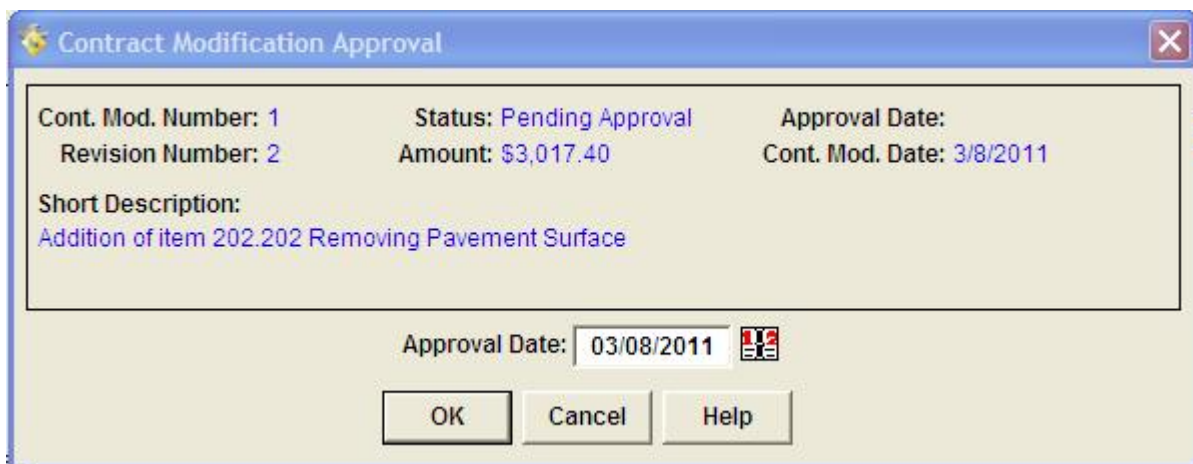 Contract Modification Approval
Cont. Mod. Number: 1 Status: Pending Approval Approval Date:
Revision Number: 2 Amount: $3,017.40 Cont. Mod. Date: 3/8/2011
Short Description:
Addition of item 202.202 Removing Pavement Surface
Approval Date: 03/08/2011
OK Cancel Help